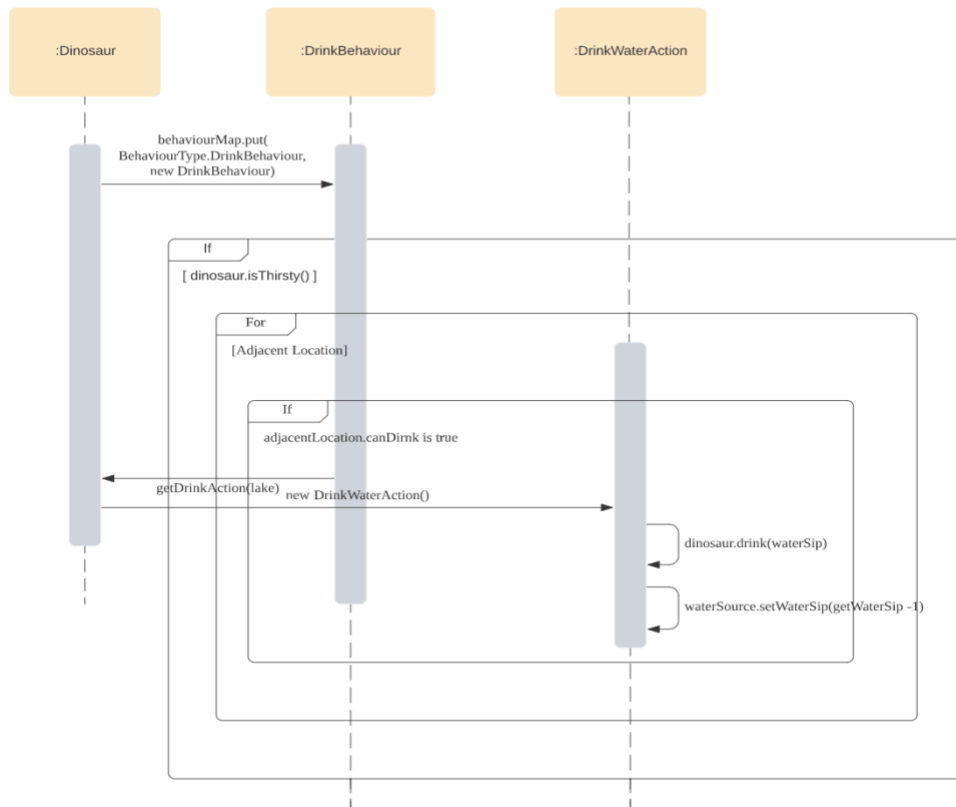 :Dinosaur
:DrinkBehaviour
:DrinkWaterAction
behaviourMap.put(
BehaviourType.DrinkBehaviour,
new DrinkBehaviour)
If
[ dinosaur.isThirsty() ]
For
[Adjacent Location]
If
adjacentLocation.canDirnk is true
getDrinkAction(lake)
new DrinkWaterAction()
dinosaur.drink(waterSip)
waterSource.setWaterSip(getWaterSip -1)